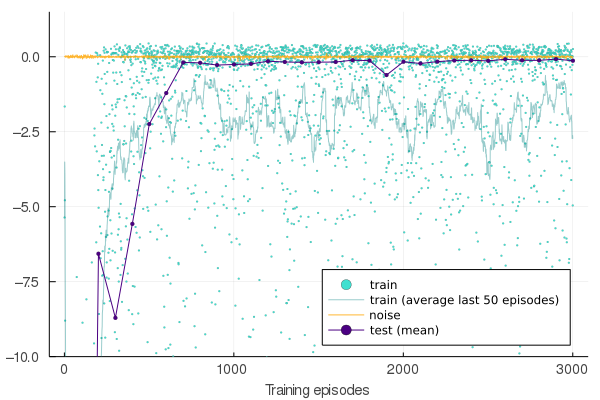 0.0
−2.5
−5.0
−7.5
−10.0
0 1000 2000 3000
Training episodes
train
train (average last 50 episodes)
noise
test (mean)